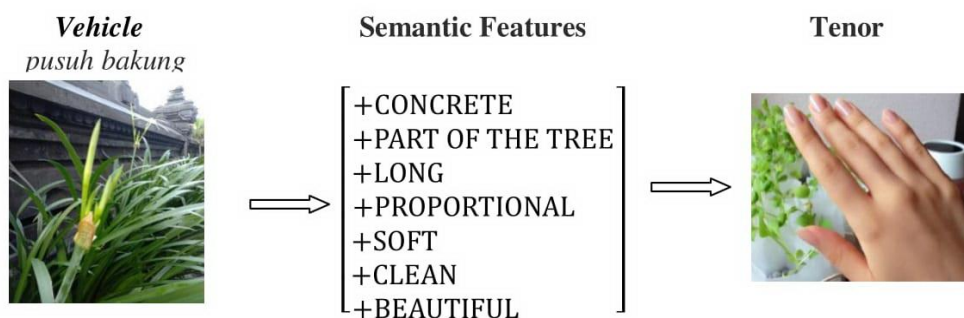 Vehicle
pusuh bakung
Semantic Features
Tenor
+CONCRETE
+PART OF THE TREE
+LONG
+PROPORTIONAL
+SOFT
+CLEAN
+BEAUTIFUL